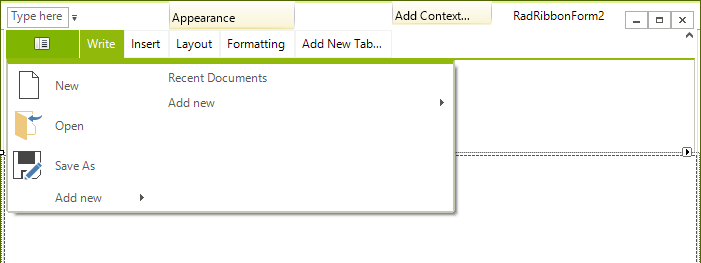 Type here
Appearance
Add Context...
RadRibbonForm2
Write
Insert
Layout
Formatting
Add New Tab...
New
Open
Save As
Add new
Recent Documents
Add new